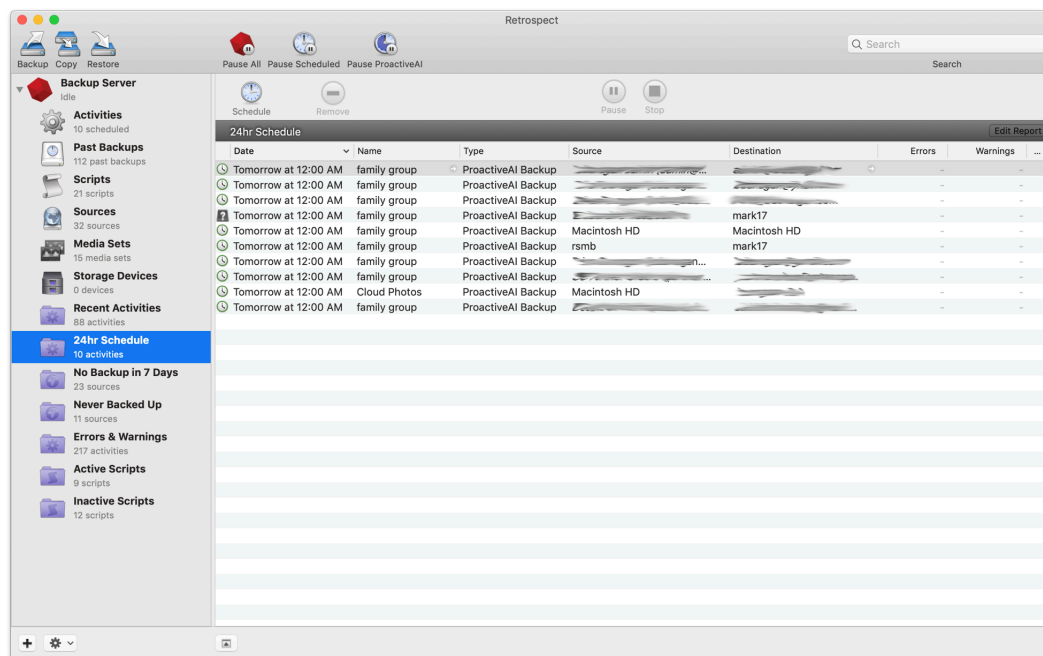 Retrospect
Backup Copy Restore Pause All Pause Scheduled Pause ProactiveAI Search
Search
Backup Server
Idle
Activities
10 scheduled
Past Backups
112 past backups
Scripts
21 scripts
Sources
32 sources
Media Sets
15 media sets
Storage Devices
0 devices
Recent Activities
88 activities
24hr Schedule
10 activities
No Backup in 7 Days
23 sources
Never Backed Up
11 sources
Errors & Warnings
217 activities
Active Scripts
9 scripts
Inactive Scripts
12 scripts
Schedule Remove Pause Stop
24hr Schedule Edit Report
Date Name Type Source Destination Errors Warnings ...
Tomorrow at 12:00 AM family group ProactiveAI Backup - -
Tomorrow at 12:00 AM family group ProactiveAI Backup - -
Tomorrow at 12:00 AM family group ProactiveAI Backup - -
Tomorrow at 12:00 AM family group ProactiveAI Backup mark17 - -
Tomorrow at 12:00 AM family group ProactiveAI Backup Macintosh HD Macintosh HD - -
Tomorrow at 12:00 AM family group ProactiveAI Backup rsmb mark17 - -
Tomorrow at 12:00 AM family group ProactiveAI Backup - -
Tomorrow at 12:00 AM family group ProactiveAI Backup - -
Tomorrow at 12:00 AM Cloud Photos ProactiveAI Backup Macintosh HD - -
Tomorrow at 12:00 AM family group ProactiveAI Backup - -